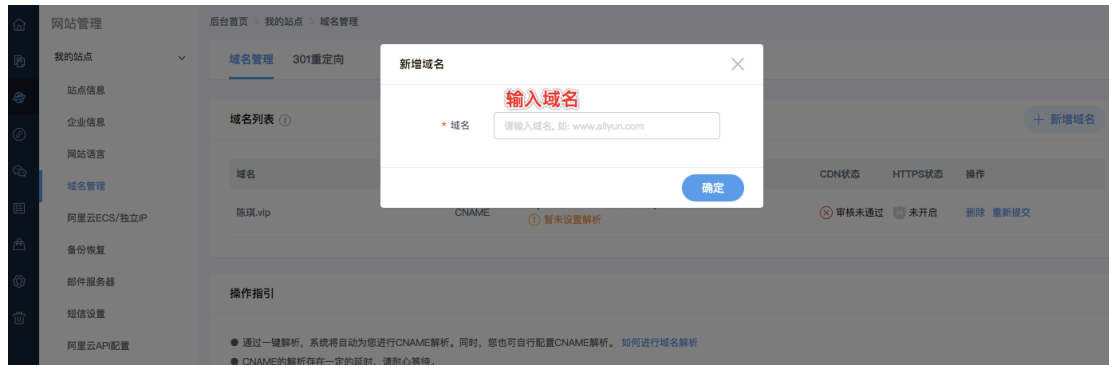 网站管理
后台首页 > 我的站点 > 域名管理
我的站点
域名管理 301重定向
新增域名
站点信息
输入域名
企业信息
域名列表
* 域名 请输入域名, 如: www.aliyun.com
+ 新增域名
网站语言
域名 CDN状态 HTTPS状态 操作
域名管理
确定
阿里云ECS/独立IP
陈琪.vip CNAME 暂未设置解析 审核未通过 未开启 删除 重新提交
备份恢复
邮件服务器
操作指引
短信设置
● 通过一键解析，系统将自动为您进行CNAME解析。同时，您也可自行配置CNAME解析。 如何进行域名解析
阿里云API配置
● CNAME的解析存在一定的延时，请耐心等待。